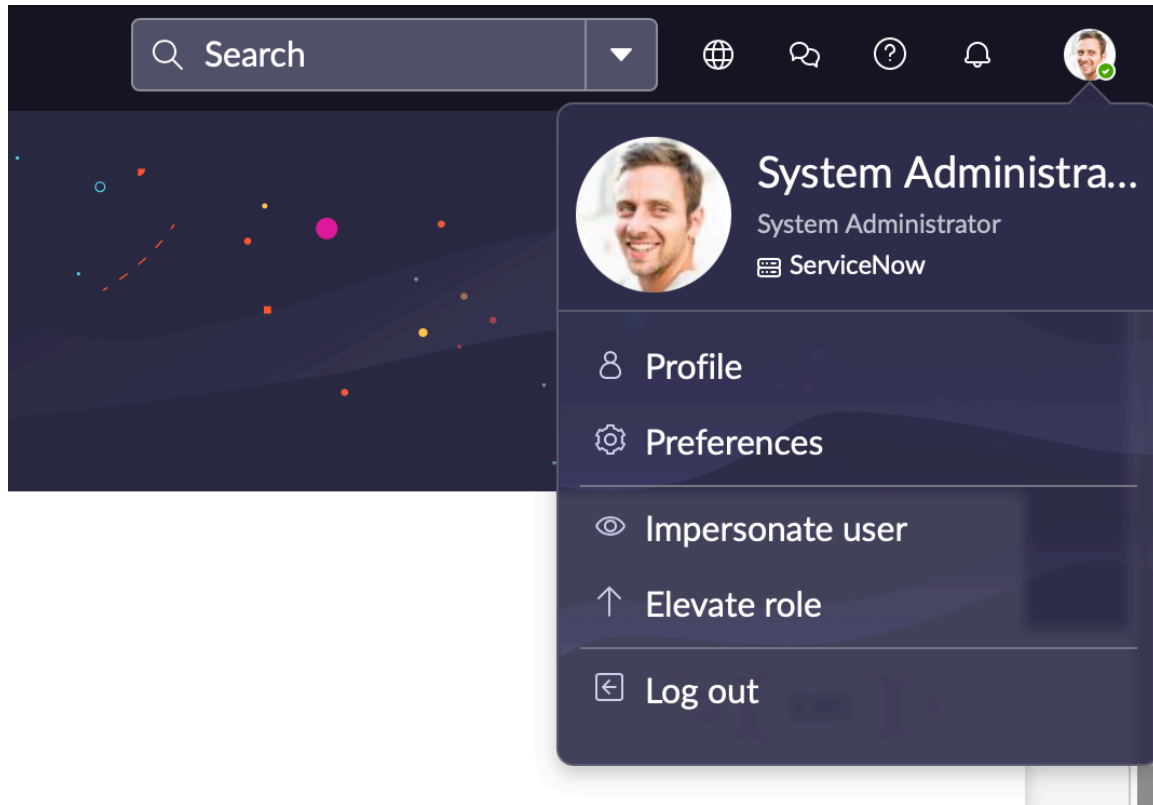 Search
System Administra...
System Administrator
ServiceNow
Profile
Preferences
Impersonate user
Elevate role
Log out